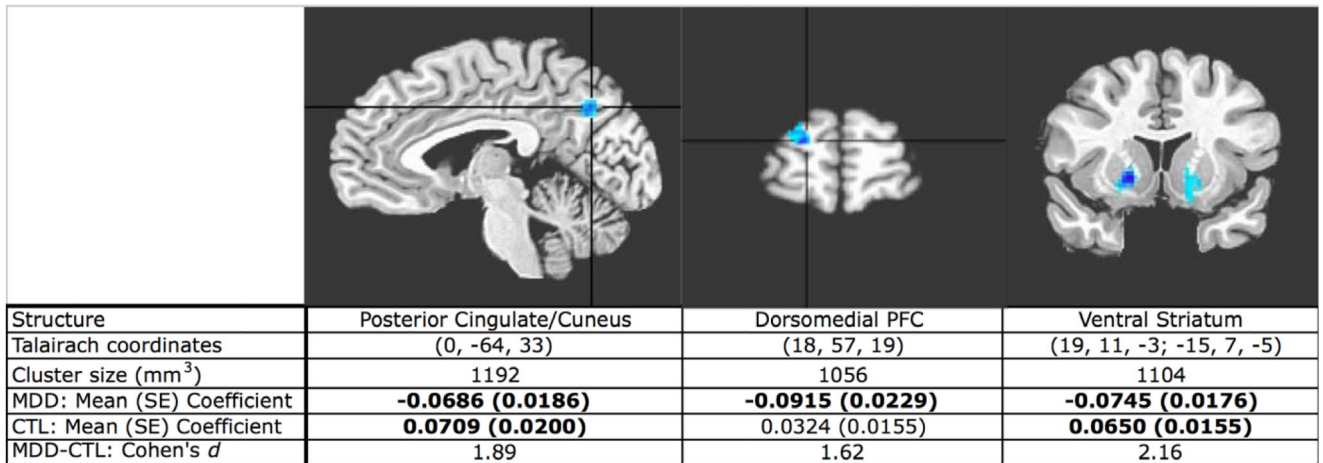 Structure Posterior Cingulate/Cuneus Dorsomedial PFC Ventral Striatum
Talairach coordinates (0, -64, 33) (18, 57, 19) (19, 11, -3; -15, 7, -5)
Cluster size (mm³) 1192 1056 1104
MDD: Mean (SE) Coefficient -0.0686 (0.0186) -0.0915 (0.0229) -0.0745 (0.0176)
CTL: Mean (SE) Coefficient 0.0709 (0.0200) 0.0324 (0.0155) 0.0650 (0.0155)
MDD-CTL: Cohen's d 1.89 1.62 2.16